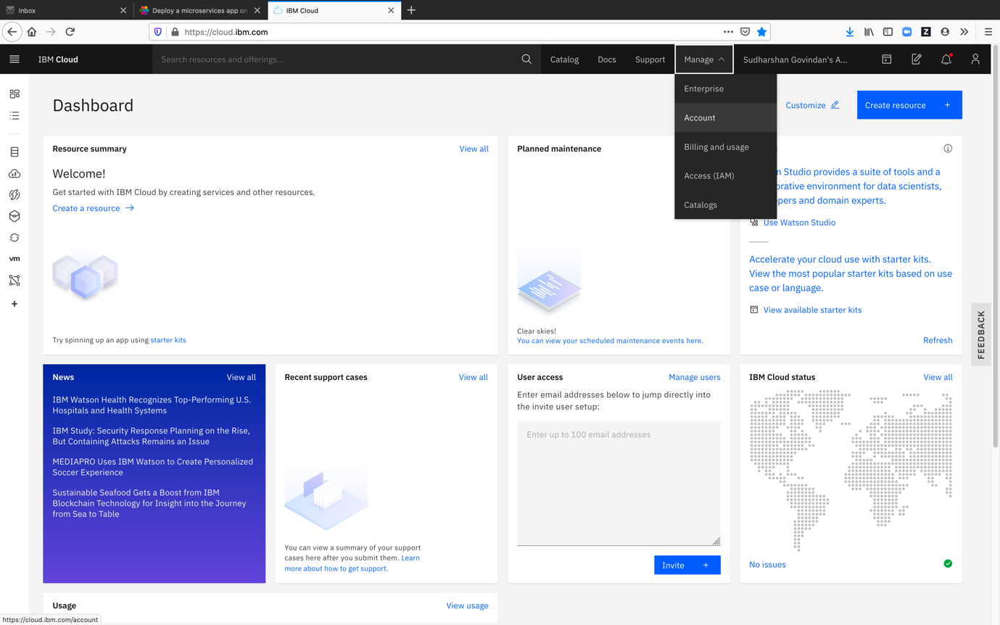 Inbox
Deploy a microservices app on
IBM Cloud
https://cloud.ibm.com
IBM Cloud
Search resources and offerings...
Catalog
Docs
Support
Manage
Sudharshan Govindan's A...
Enterprise
Account
Billing and usage
Access (IAM)
Catalogs
Dashboard
Customize
Create resource +
Resource summary
View all
Welcome!
Get started with IBM Cloud by creating services and other resources.
Create a resource →
Try spinning up an app using starter kits
Planned maintenance
Clear skies!
You can view your scheduled maintenance events here.
Studio provides a suite of tools and a
environment for data scientists,
and domain experts.
Use Watson Studio
Accelerate your cloud use with starter kits.
View the most popular starter kits based on use
case or language.
View available starter kits
Refresh
FEEDBACK
News
View all
IBM Watson Health Recognizes Top-Performing U.S.
Hospitals and Health Systems
IBM Study: Security Response Planning on the Rise,
But Containing Attacks Remains an Issue
MEDIAPRO Uses IBM Watson to Create Personalized
Soccer Experience
Sustainable Seafood Gets a Boost from IBM
Blockchain Technology for Insight into the Journey
from Sea to Table
Recent support cases
View all
You can view a summary of your support
cases here after you submit them. Learn
more about how to get support.
User access
Manage users
Enter email addresses below to jump directly into
the invite user setup:
Enter up to 100 email addresses
Invite +
IBM Cloud status
View all
No issues
Usage
View usage
https://cloud.ibm.com/account
vm
cf
Z